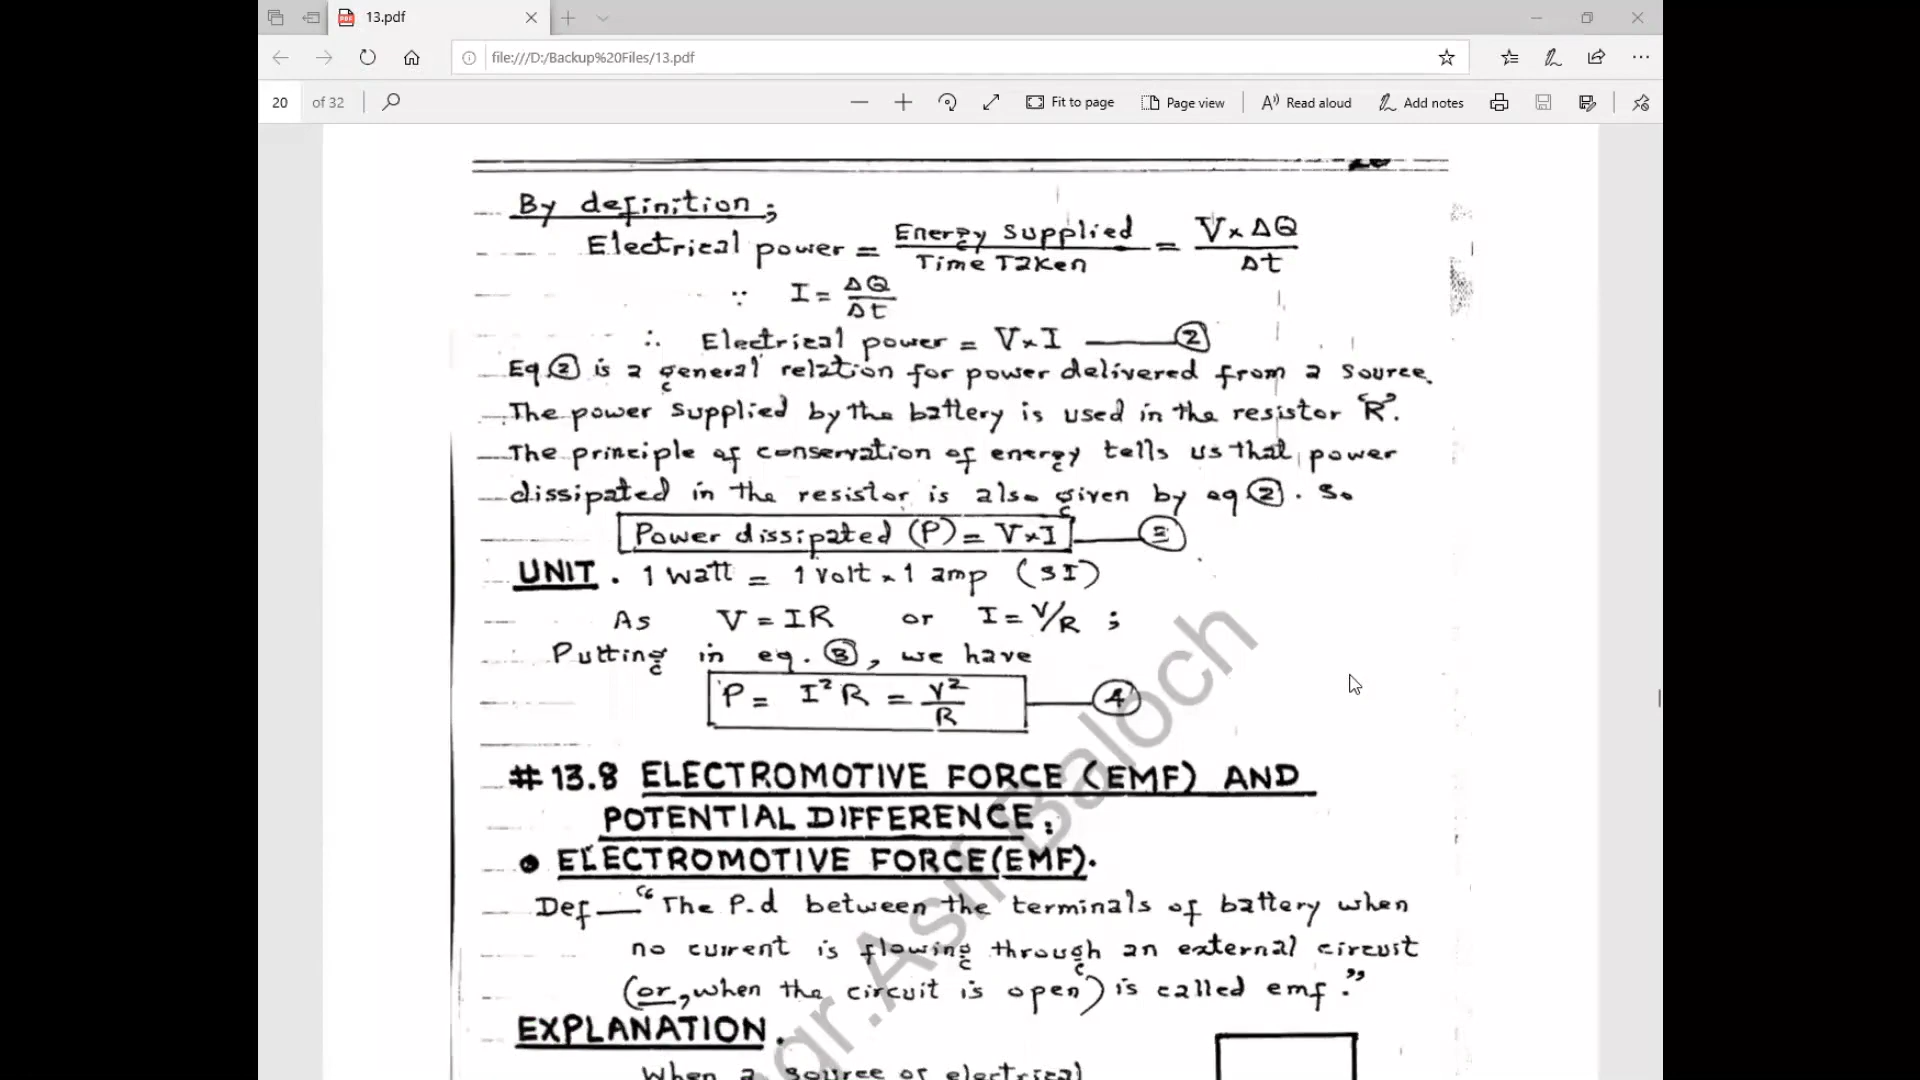 13.pdf
file:///D:/Backup%20Files/13.pdf
20 of 32 Fit to page Page view Read aloud Add notes
By definition;
Electrical power = Energy Supplied / Time Taken = V×ΔQ / Δt
∵ I = ΔQ / Δt
∴ Electrical power = V×I —— ②
Eq.② is a general relation for power delivered from a source.
The power supplied by the battery is used in the resistor "R".
The principle of conservation of energy tells us that power
dissipated in the resistor is also given by eq ②. So
Power dissipated (P) = V×I —— ③
UNIT. 1 Watt = 1 volt × 1 amp (SI)
As V = IR or I = V/R ;
Putting in eq. ③, we have
P = I²R = V²/R —— ④
# 13.8 ELECTROMOTIVE FORCE (EMF) AND
POTENTIAL DIFFERENCE:
• ELECTROMOTIVE FORCE (EMF).
Def — "The P.d between the terminals of battery when
no current is flowing through an external circuit
(or, when the circuit is open) is called emf."
EXPLANATION.
When a source of electrical
gr. Asif Baloch